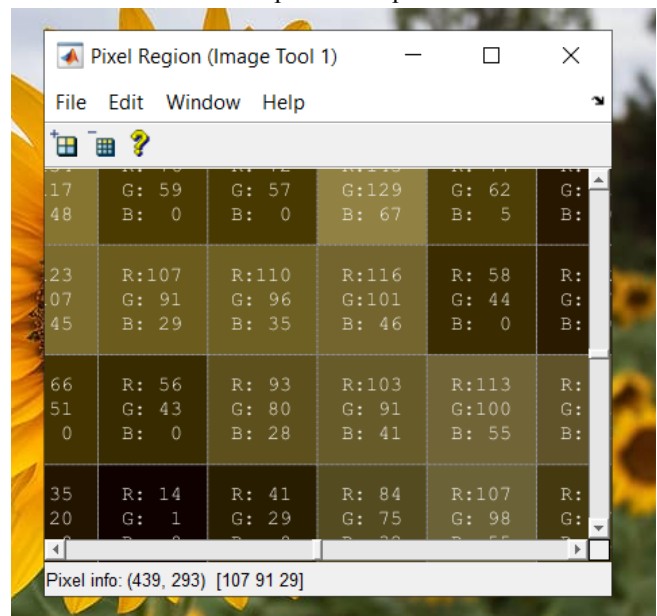 Pixel Region (Image Tool 1)
File Edit Window Help
17 G: 59 G: 57 G:129 G: 62 G:
48 B: 0 B: 0 B: 67 B: 5 B:
23 R:107 R:110 R:116 R: 58 R:
07 G: 91 G: 96 G:101 G: 44 G:
45 B: 29 B: 35 B: 46 B: 0 B:
66 R: 56 R: 93 R:103 R:113 R:
51 G: 43 G: 80 G: 91 G:100 G:
0 B: 0 B: 28 B: 41 B: 55 B:
35 R: 14 R: 41 R: 84 R:107 R:
20 G: 1 G: 29 G: 75 G: 98 G:
Pixel info: (439, 293) [107 91 29]